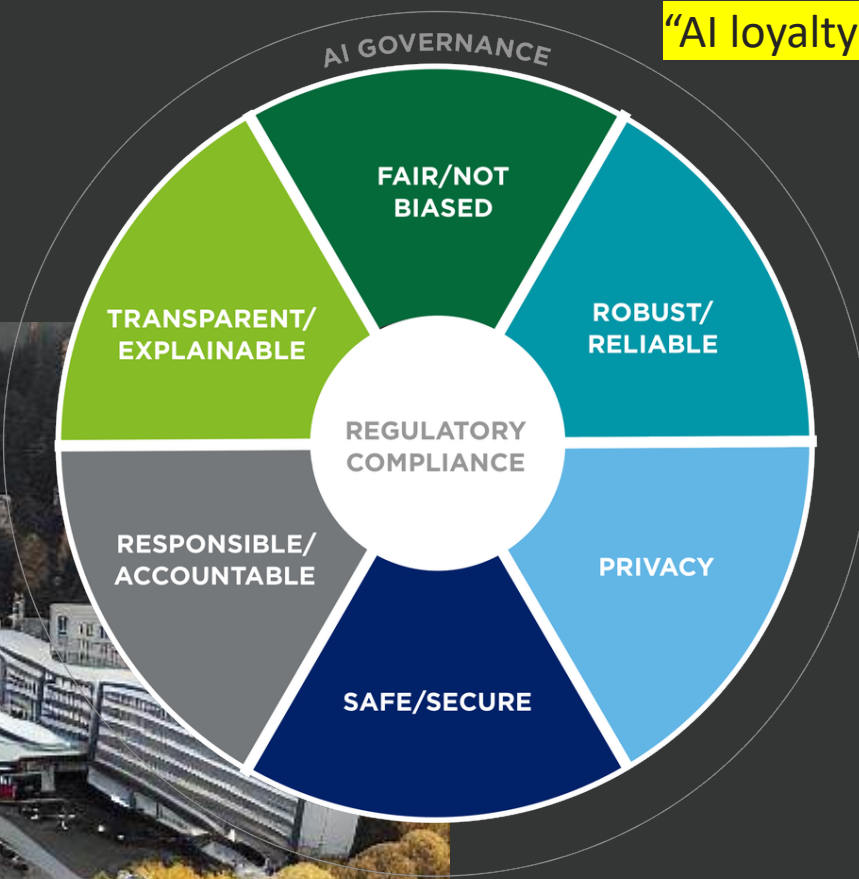 “AI loyalty
AI GOVERNANCE
FAIR/NOT
BIASED
TRANSPARENT/
EXPLAINABLE
ROBUST/
RELIABLE
REGULATORY
COMPLIANCE
RESPONSIBLE/
ACCOUNTABLE
PRIVACY
SAFE/SECURE